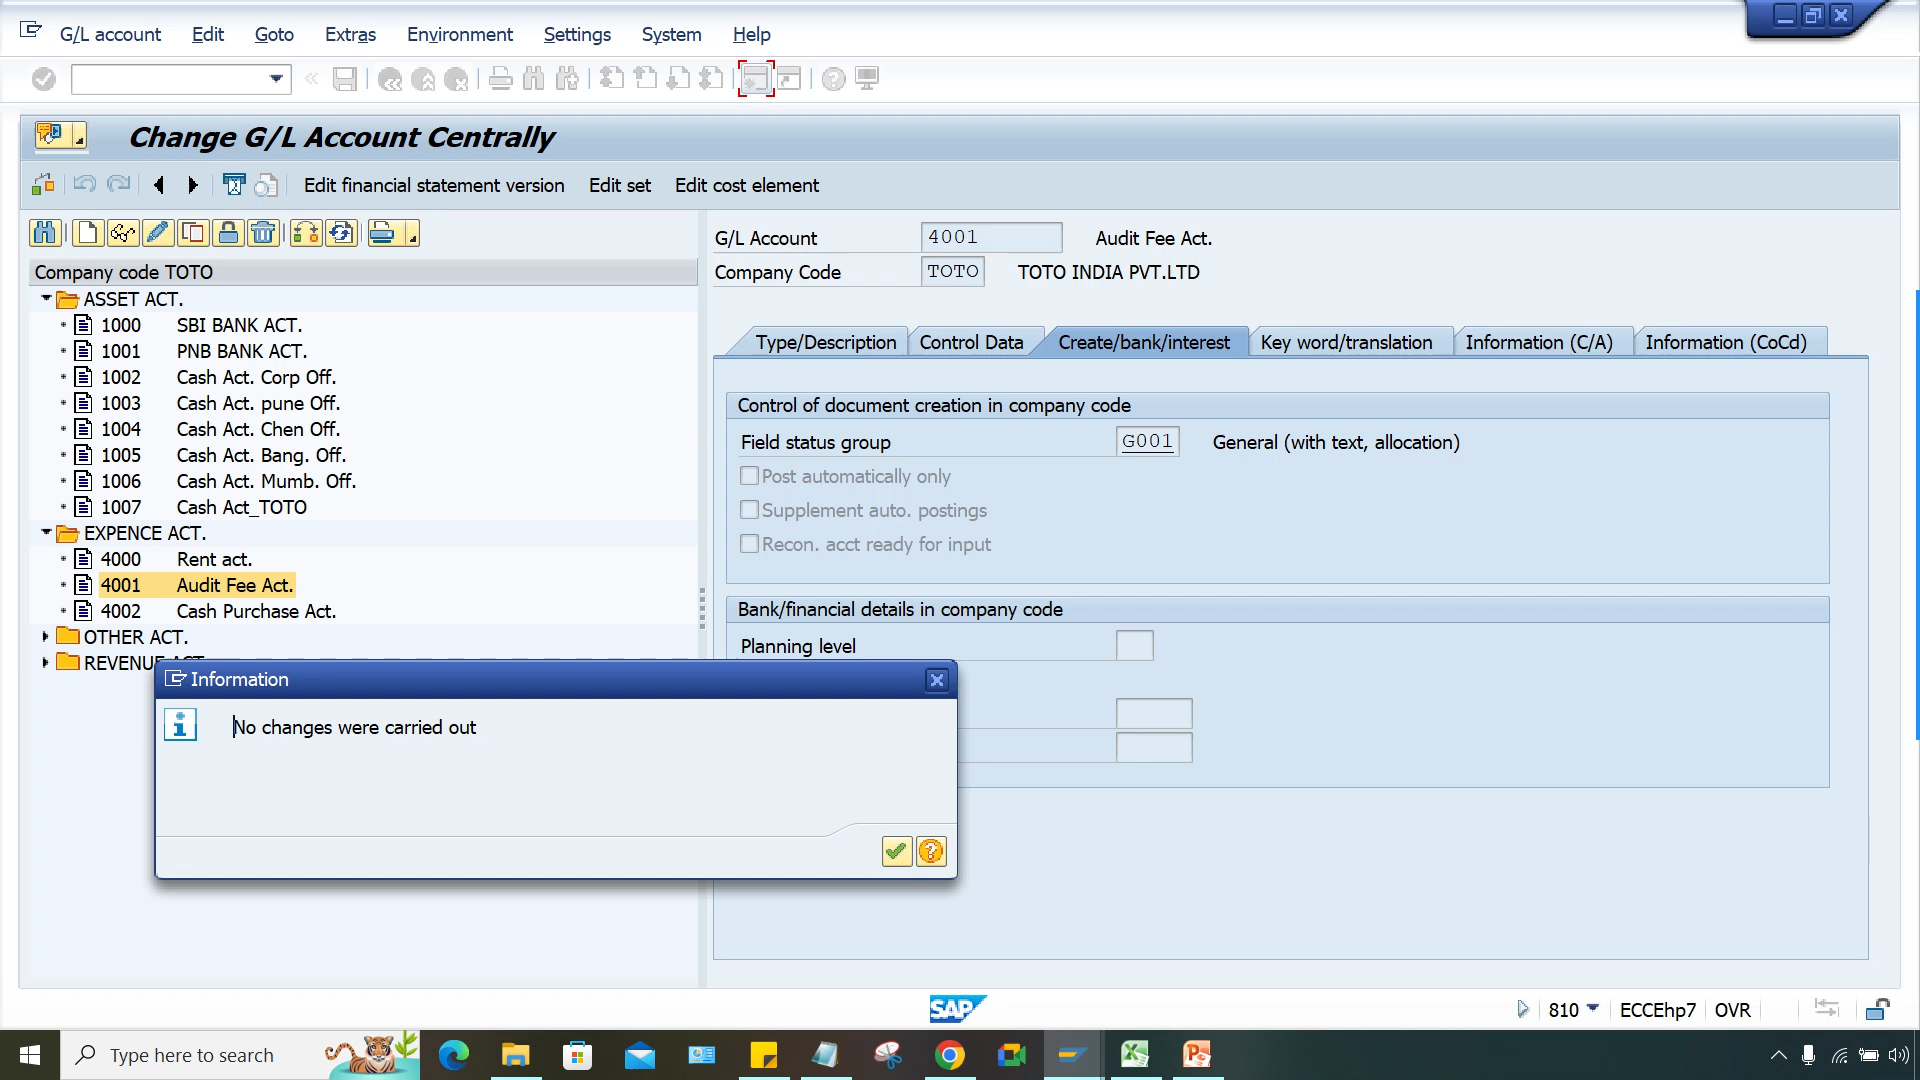 G/L account Edit Goto Extras Environment Settings System Help
Change G/L Account Centrally
Edit financial statement version Edit set Edit cost element
G/L Account 4001 Audit Fee Act.
Company Code TOTO TOTO INDIA PVT.LTD
Company code TOTO
ASSET ACT.
1000 SBI BANK ACT.
1001 PNB BANK ACT.
1002 Cash Act. Corp Off.
1003 Cash Act. pune Off.
1004 Cash Act. Chen Off.
1005 Cash Act. Bang. Off.
1006 Cash Act. Mumb. Off.
1007 Cash Act_TOTO
EXPENCE ACT.
4000 Rent act.
4001 Audit Fee Act.
4002 Cash Purchase Act.
OTHER ACT.
Type/Description Control Data Create/bank/interest Key word/translation Information (C/A) Information (CoCd)
Control of document creation in company code
Field status group G001 General (with text, allocation)
Post automatically only
Supplement auto. postings
Recon. acct ready for input
Bank/financial details in company code
Planning level
Information
No changes were carried out
SAP
810 ECCEhp7 OVR
Type here to search